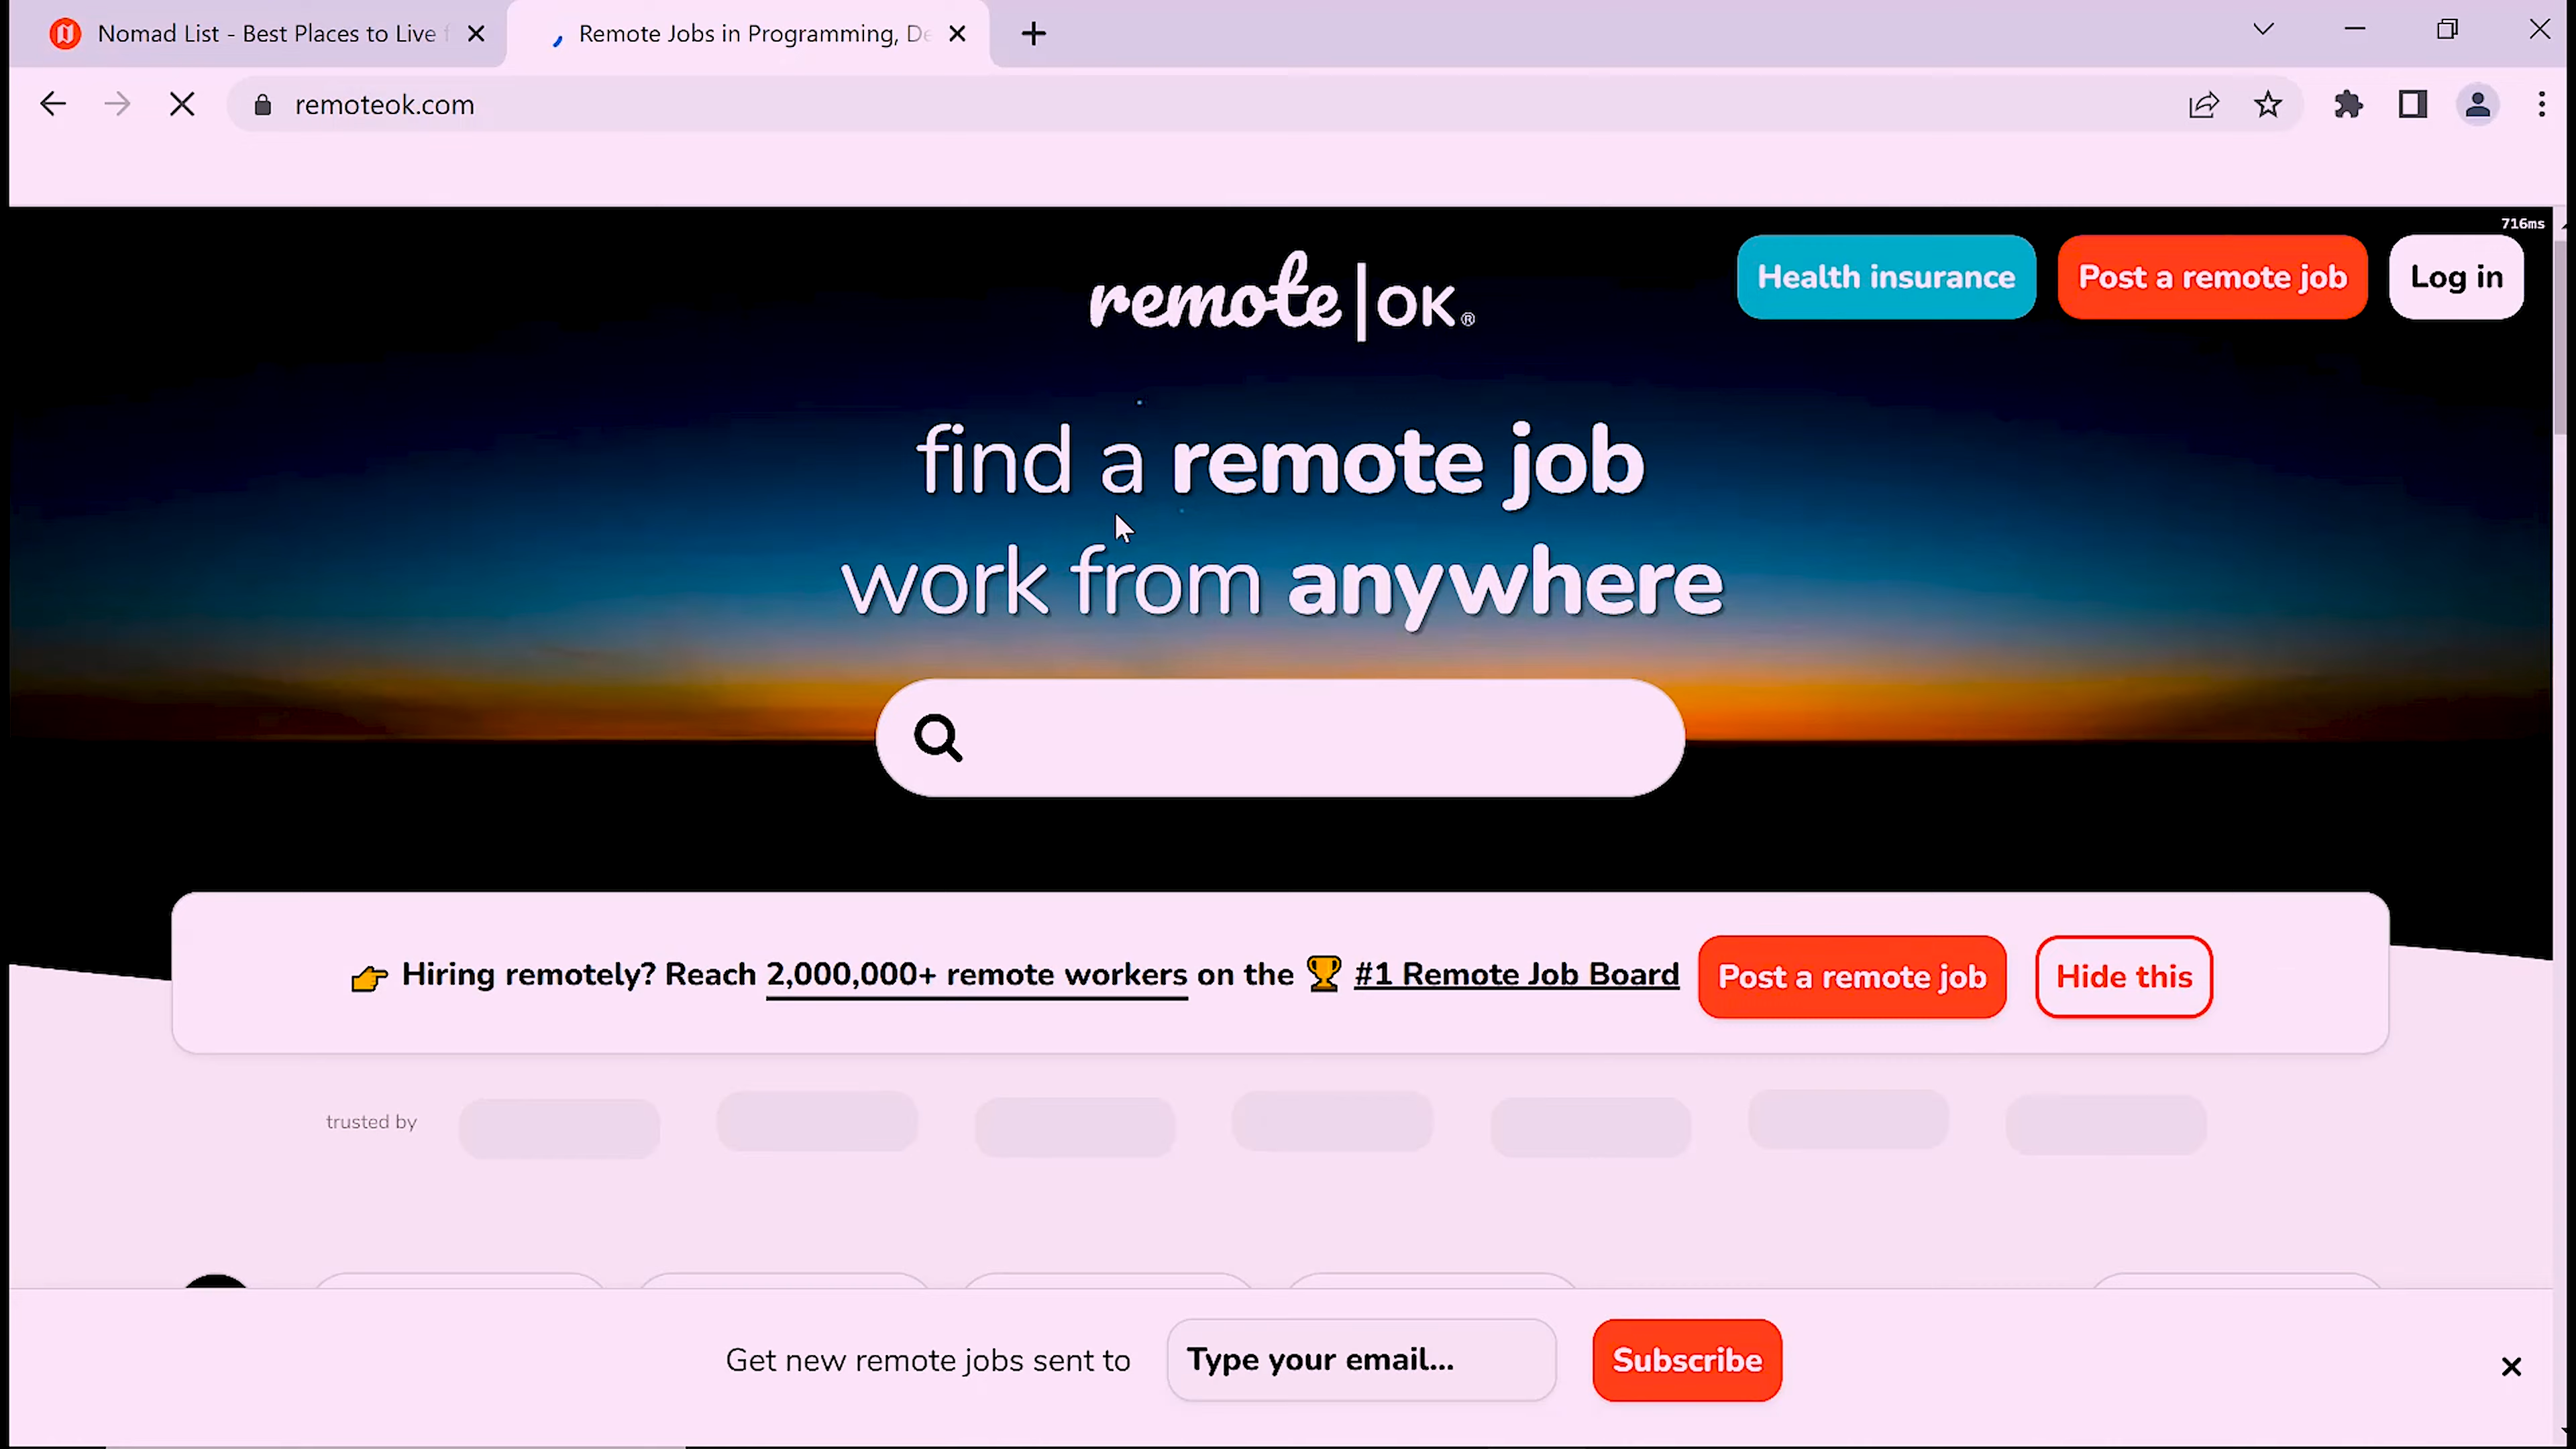 Nomad List - Best Places to Live
Remote Jobs in Programming, De
remoteok.com
716ms
remote|OK®
Health insurance
Post a remote job
Log in
find a remote job
work from anywhere
👉 Hiring remotely? Reach 2,000,000+ remote workers on the 🏆 #1 Remote Job Board
Post a remote job
Hide this
trusted by
Get new remote jobs sent to
Type your email...
Subscribe